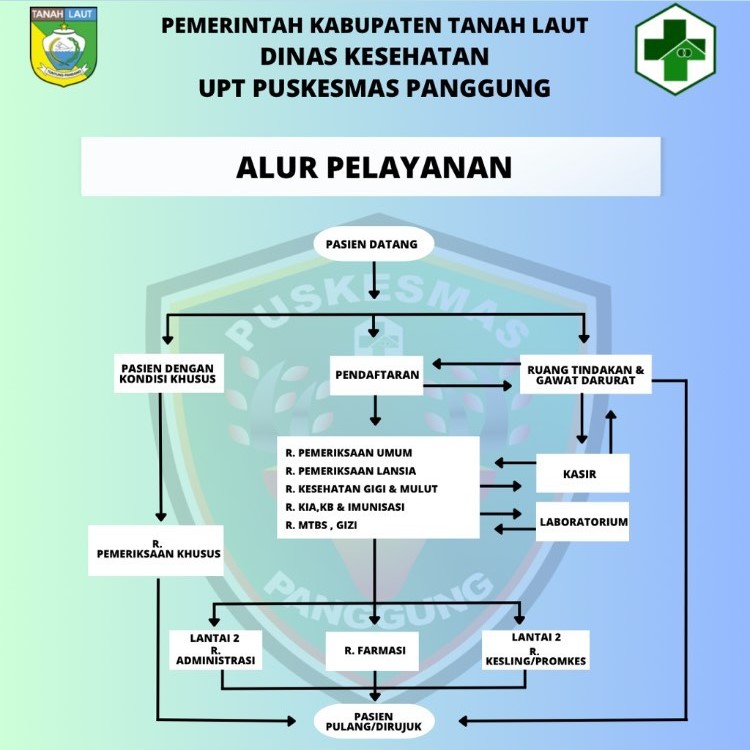 TANAH LAUT
PEMERINTAH KABUPATEN TANAH LAUT
DINAS KESEHATAN
UPT PUSKESMAS PANGGUNG
ALUR PELAYANAN
PASIEN DATANG
PUSKESMAS
PASIEN DENGAN
KONDISI KHUSUS
PENDAFTARAN
RUANG TINDAKAN &
GAWAT DARURAT
R. PEMERIKSAAN UMUM
R. PEMERIKSAAN LANSIA
R. KESEHATAN GIGI & MULUT
R. KIA,KB & IMUNISASI
R. MTBS , GIZI
KASIR
LABORATORIUM
R.
PEMERIKSAAN KHUSUS
PANGGUNG
LANTAI 2
R.
ADMINISTRASI
R. FARMASI
LANTAI 2
R.
KESLING/PROMKES
PASIEN
PULANG/DIRUJUK